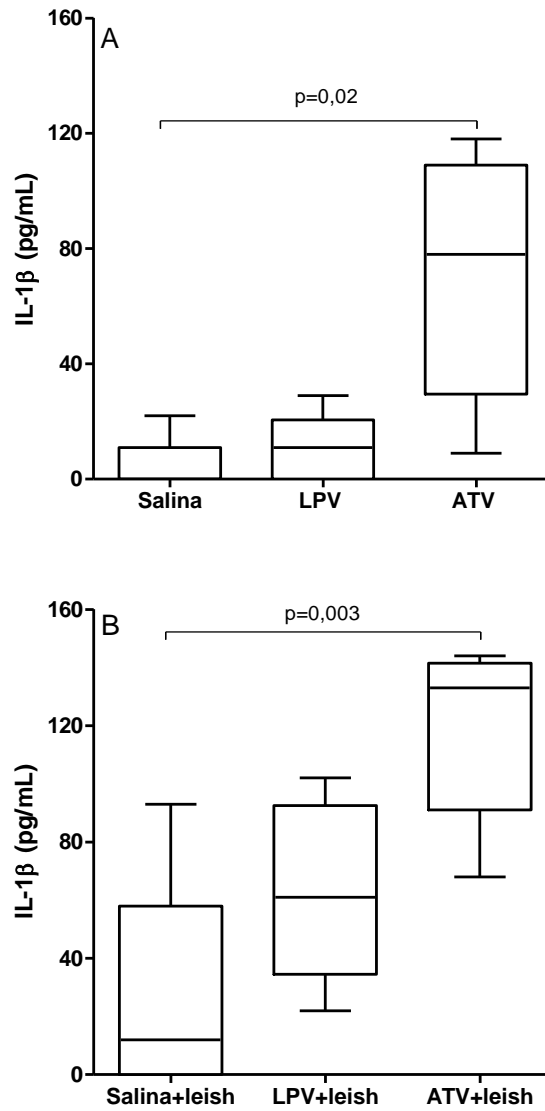 A
160
p=0,02
120
80
40
0
IL-1β (pg/mL)
Salina LPV ATV
B
160
p=0,003
120
80
40
0
IL-1β (pg/mL)
Salina+leish LPV+leish ATV+leish